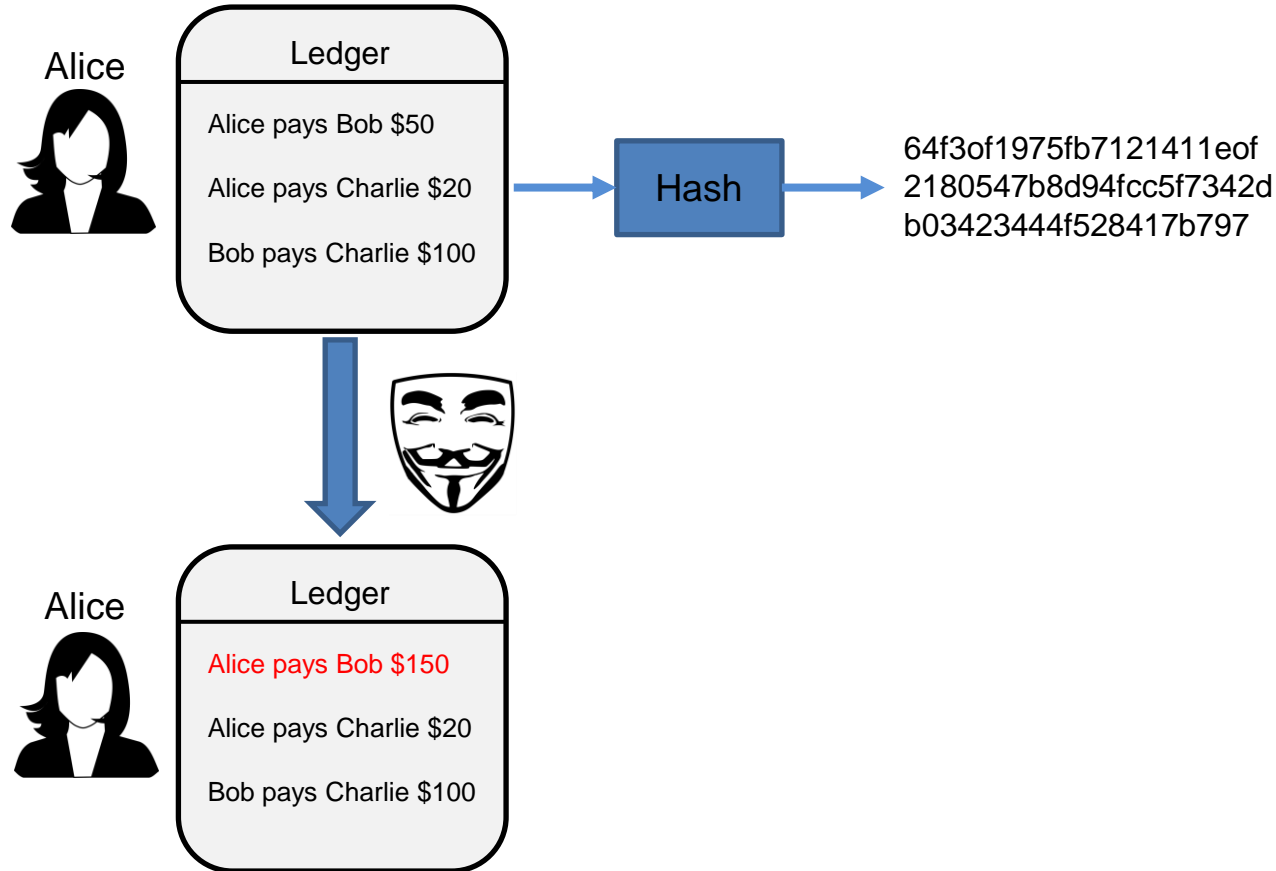 Alice
Ledger
Alice pays Bob $50
Alice pays Charlie $20
Bob pays Charlie $100
Hash
64f3of1975fb7121411eof
2180547b8d94fcc5f7342d
b03423444f528417b797
Alice
Ledger
Alice pays Bob $150
Alice pays Charlie $20
Bob pays Charlie $100